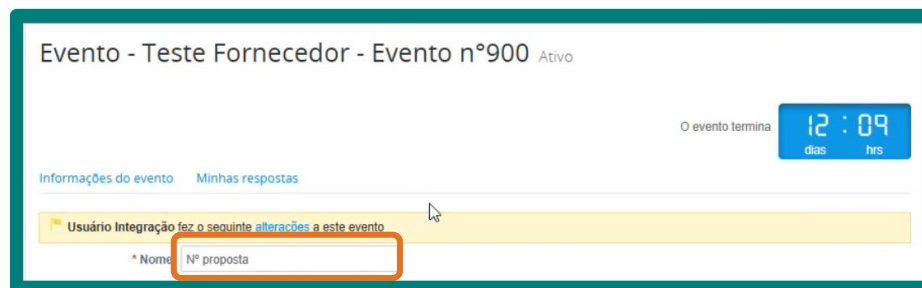 Evento - Teste Fornecedor - Evento n°900 Ativo
O evento termina 12 : 09
dias hrs
Informações do evento Minhas respostas
Usuário Integração fez o seguinte alterações a este evento
* Nome Nº proposta